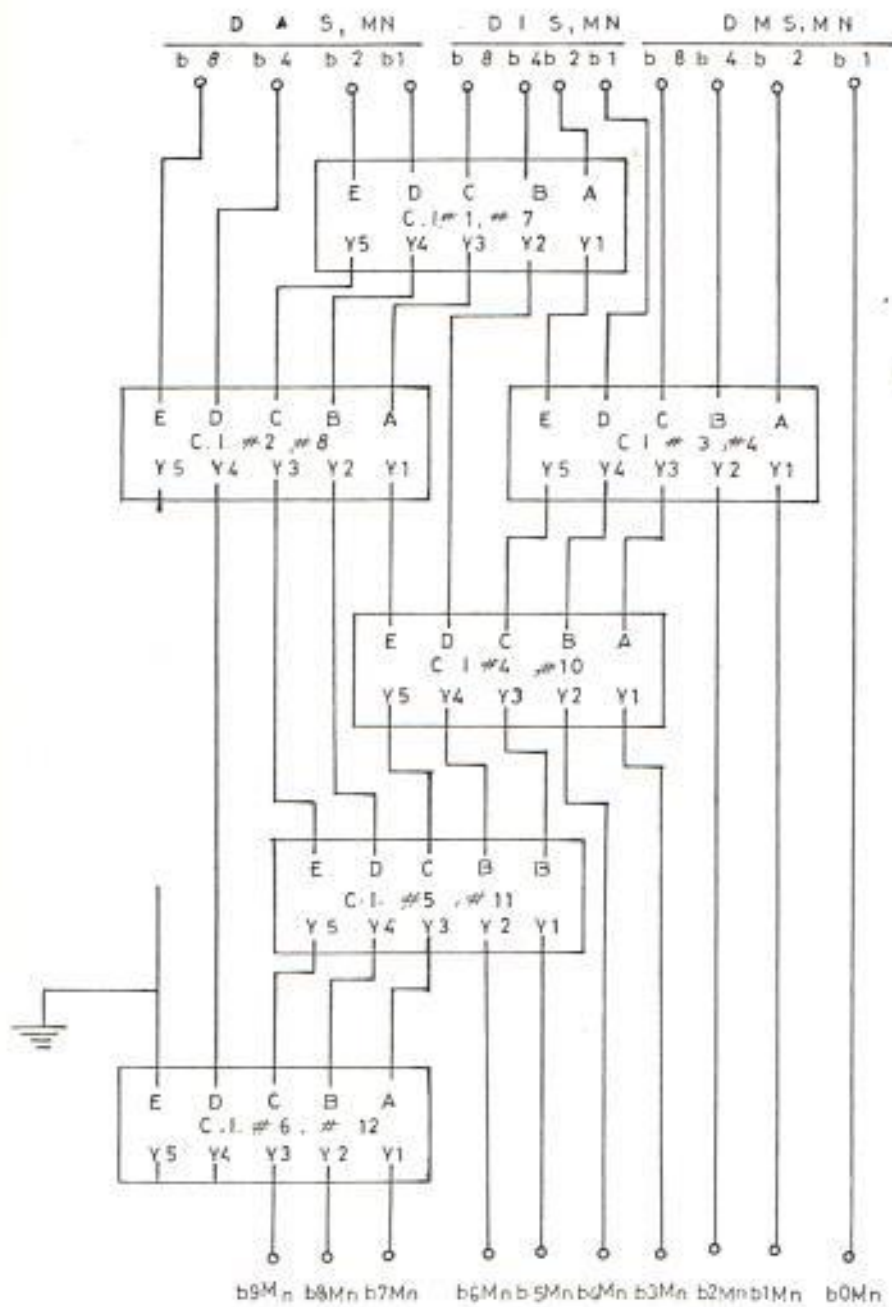 D A S, MN D I S, MN D M S, MN
b 8 b 4 b 2 b1 b 8 b4 b 2 b1 b 8 b 4 b 2 b 1
E D C B A
C.I# 1, # 7
Y5 Y4 Y3 Y2 Y1
E D C B A
C.I. #2 ,#8
Y5 Y4 Y3 Y2 Y1
E D C B A
C I # 3 ,#4
Y5 Y4 Y3 Y2 Y1
E D C B A
C I #4 ,#10
Y5 Y4 Y3 Y2 Y1
E D C B B
C.I. #5 ,#11
Y5 Y4 Y3 Y2 Y1
E D C B A
C.I. # 6. # 12
Y5 Y4 Y3 Y2 Y1
b9Mn b8Mn b7Mn b6Mn b5Mn b4Mn b3Mn b2Mn b1Mn b0Mn